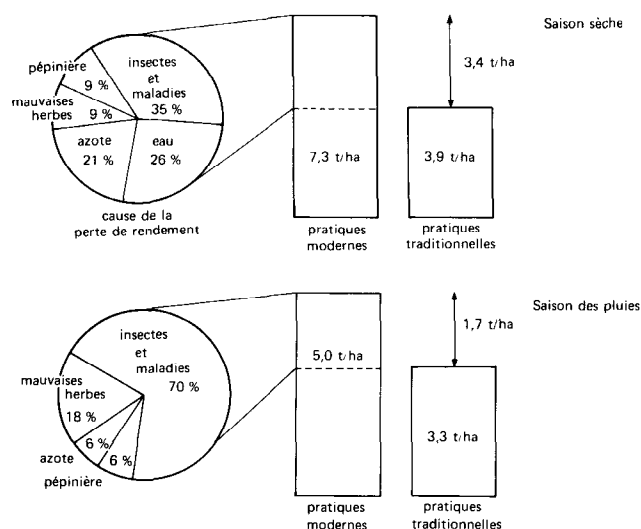 Saison sèche
pépinière
9 %
mauvaises
herbes
9 %
insectes
et
maladies
35 %
azote
21 %
eau
26 %
cause de la
perte de rendement
7,3 t/ha
pratiques
modernes
3,4 t/ha
3,9 t/ha
pratiques
traditionnelles
Saison des pluies
insectes
et
maladies
70 %
mauvaises
herbes
18 %
6 %
azote
6 %
pépinière
5,0 t/ha
pratiques
modernes
1,7 t/ha
3,3 t/ha
pratiques
traditionnelles